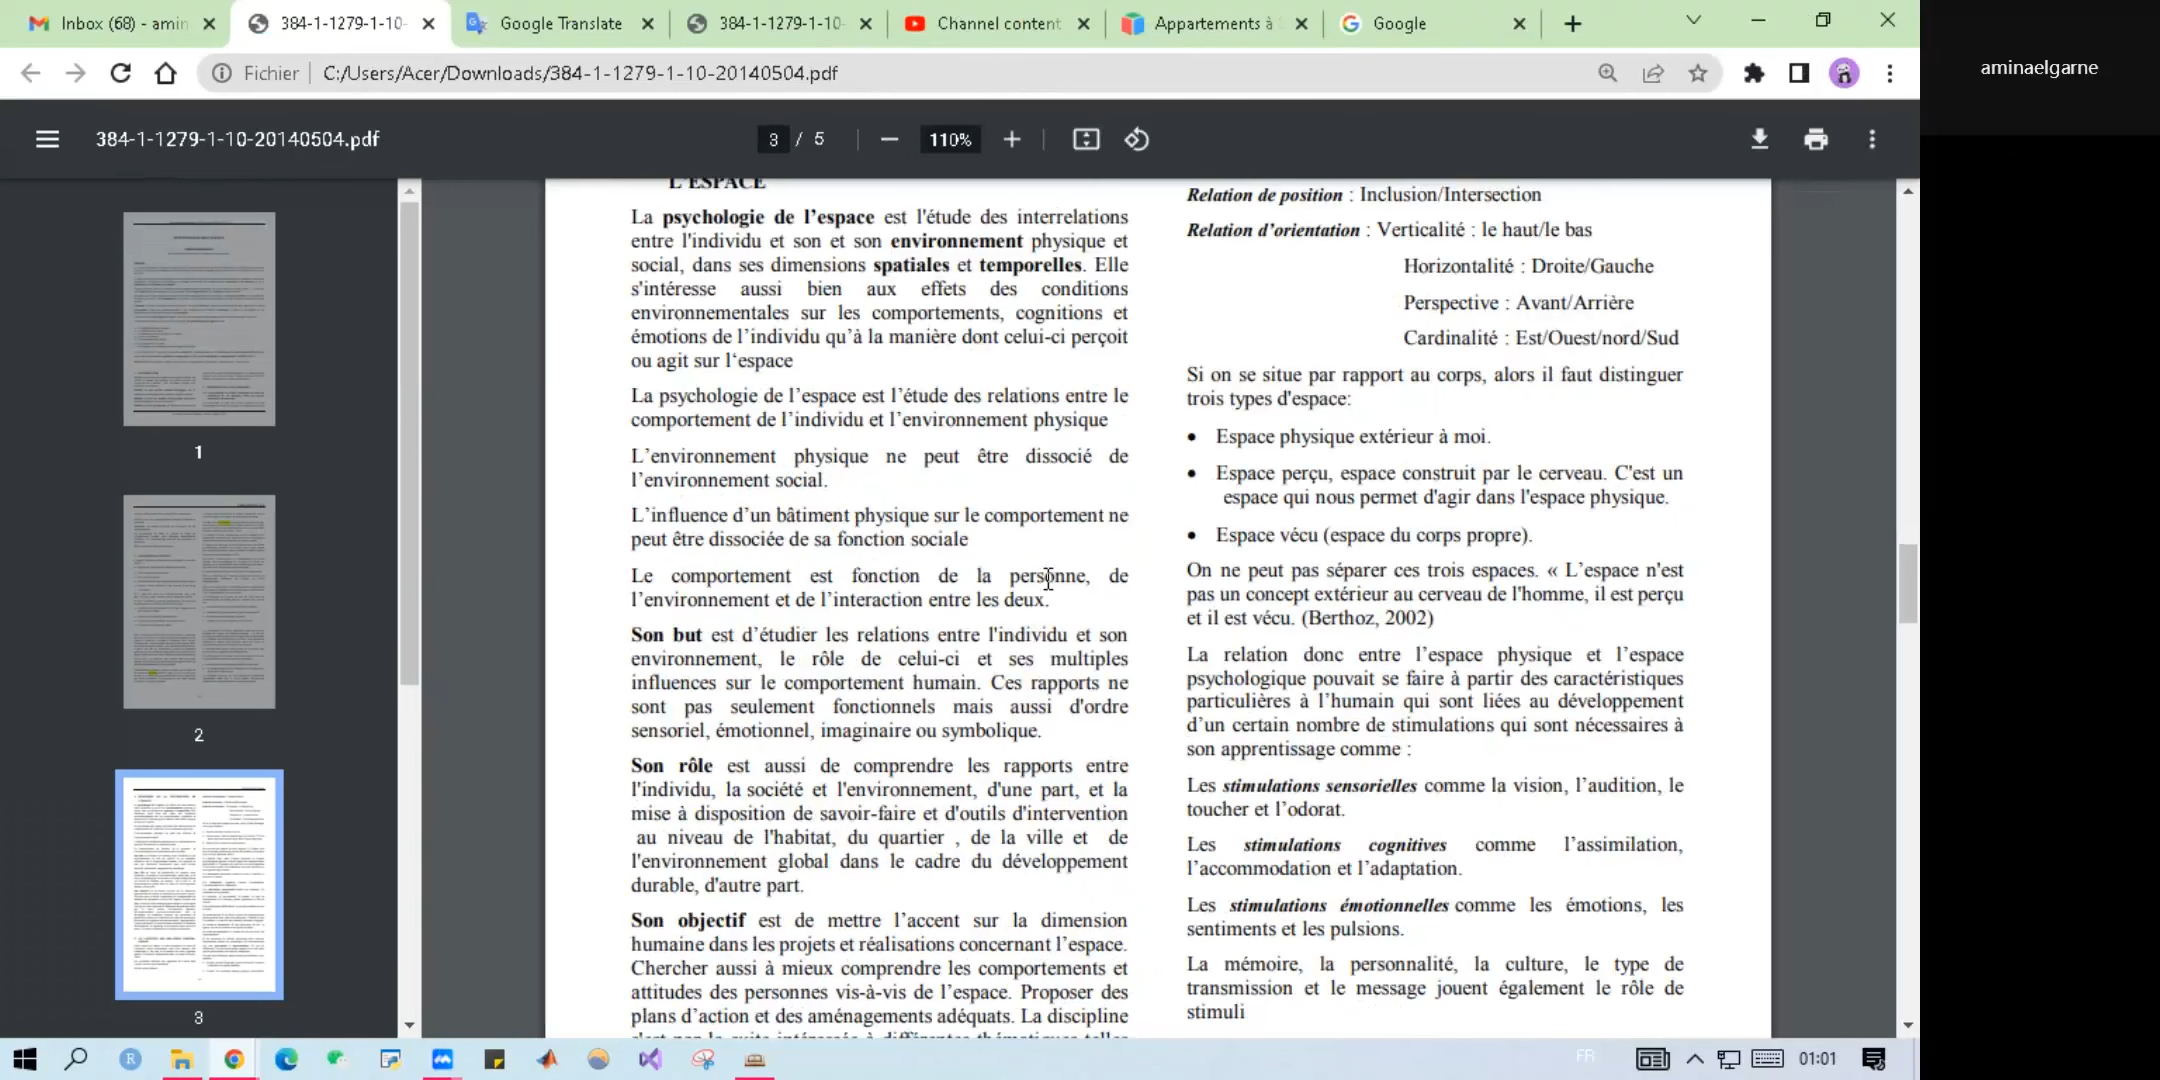 Inbox (68) - amin
384-1-1279-1-10-
Google Translate
384-1-1279-1-10-
Channel content
Appartements à
Google
Fichier
C:/Users/Acer/Downloads/384-1-1279-1-10-20140504.pdf
aminaelgarne
384-1-1279-1-10-20140504.pdf
3 / 5
110%
1
2
3
L'ESPACE
La psychologie de l'espace est l'étude des interrelations
entre l'individu et son et son environnement physique et
social, dans ses dimensions spatiales et temporelles. Elle
s'intéresse aussi bien aux effets des conditions
environnementales sur les comportements, cognitions et
émotions de l'individu qu'à la manière dont celui-ci perçoit
ou agit sur l'espace
La psychologie de l'espace est l'étude des relations entre le
comportement de l'individu et l'environnement physique
L'environnement physique ne peut être dissocié de
l'environnement social.
L'influence d'un bâtiment physique sur le comportement ne
peut être dissociée de sa fonction sociale
Le comportement est fonction de la personne, de
l'environnement et de l'interaction entre les deux.
Son but est d'étudier les relations entre l'individu et son
environnement, le rôle de celui-ci et ses multiples
influences sur le comportement humain. Ces rapports ne
sont pas seulement fonctionnels mais aussi d'ordre
sensoriel, émotionnel, imaginaire ou symbolique.
Son rôle est aussi de comprendre les rapports entre
l'individu, la société et l'environnement, d'une part, et la
mise à disposition de savoir-faire et d'outils d'intervention
au niveau de l'habitat, du quartier , de la ville et de
l'environnement global dans le cadre du développement
durable, d'autre part.
Son objectif est de mettre l'accent sur la dimension
humaine dans les projets et réalisations concernant l'espace.
Chercher aussi à mieux comprendre les comportements et
attitudes des personnes vis-à-vis de l'espace. Proposer des
plans d'action et des aménagements adéquats. La discipline
Relation de position : Inclusion/Intersection
Relation d'orientation : Verticalité : le haut/le bas
Horizontalité : Droite/Gauche
Perspective : Avant/Arrière
Cardinalité : Est/Ouest/nord/Sud
Si on se situe par rapport au corps, alors il faut distinguer
trois types d'espace:
• Espace physique extérieur à moi.
• Espace perçu, espace construit par le cerveau. C'est un
espace qui nous permet d'agir dans l'espace physique.
• Espace vécu (espace du corps propre).
On ne peut pas séparer ces trois espaces. « L'espace n'est
pas un concept extérieur au cerveau de l'homme, il est perçu
et il est vécu. (Berthoz, 2002)
La relation donc entre l'espace physique et l'espace
psychologique pouvait se faire à partir des caractéristiques
particulières à l'humain qui sont liées au développement
d'un certain nombre de stimulations qui sont nécessaires à
son apprentissage comme :
Les stimulations sensorielles comme la vision, l'audition, le
toucher et l'odorat.
Les stimulations cognitives comme l'assimilation,
l'accommodation et l'adaptation.
Les stimulations émotionnelles comme les émotions, les
sentiments et les pulsions.
La mémoire, la personnalité, la culture, le type de
transmission et le message jouent également le rôle de
stimuli
FR
01:01